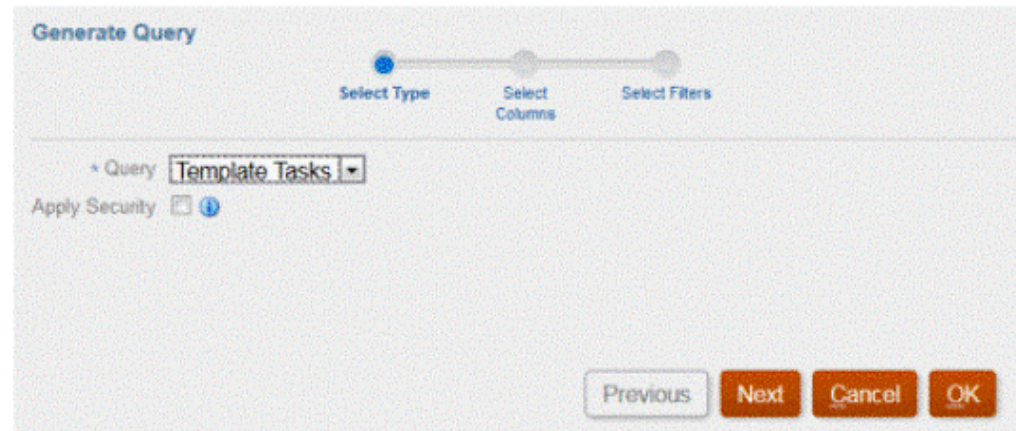 Generate Query
Select Type
Select
Columns
Select Filters
* Query Template Tasks
Apply Security
Previous Next Cancel OK